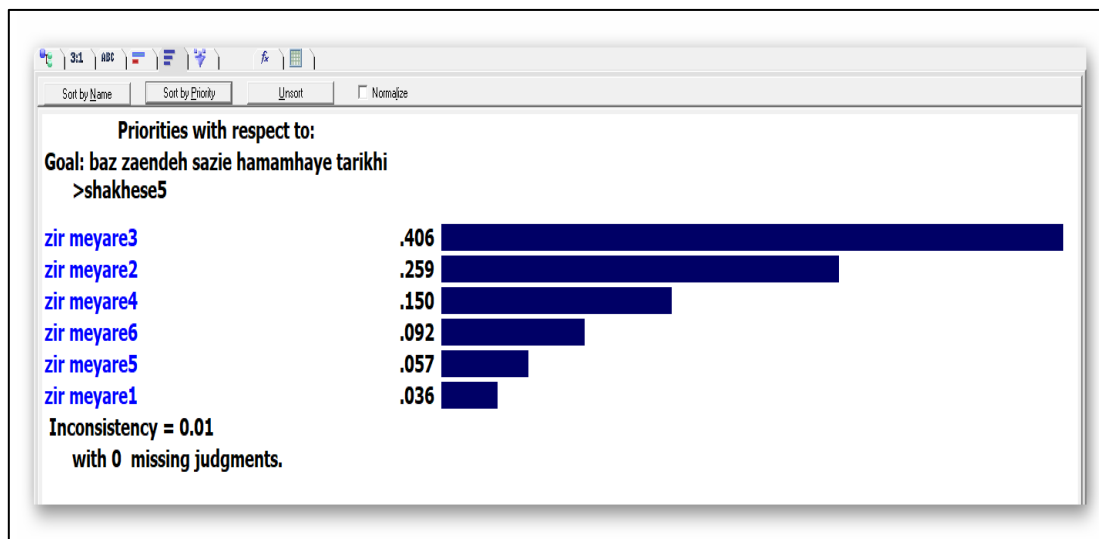 3:1 ABC fx
Sort by Name Sort by Priority Unsort Normalize
Priorities with respect to:
Goal: baz zaendeh sazie hamamhaye tarikhi
>shakhese5
zir meyare3 .406
zir meyare2 .259
zir meyare4 .150
zir meyare6 .092
zir meyare5 .057
zir meyare1 .036
Inconsistency = 0.01
with 0 missing judgments.